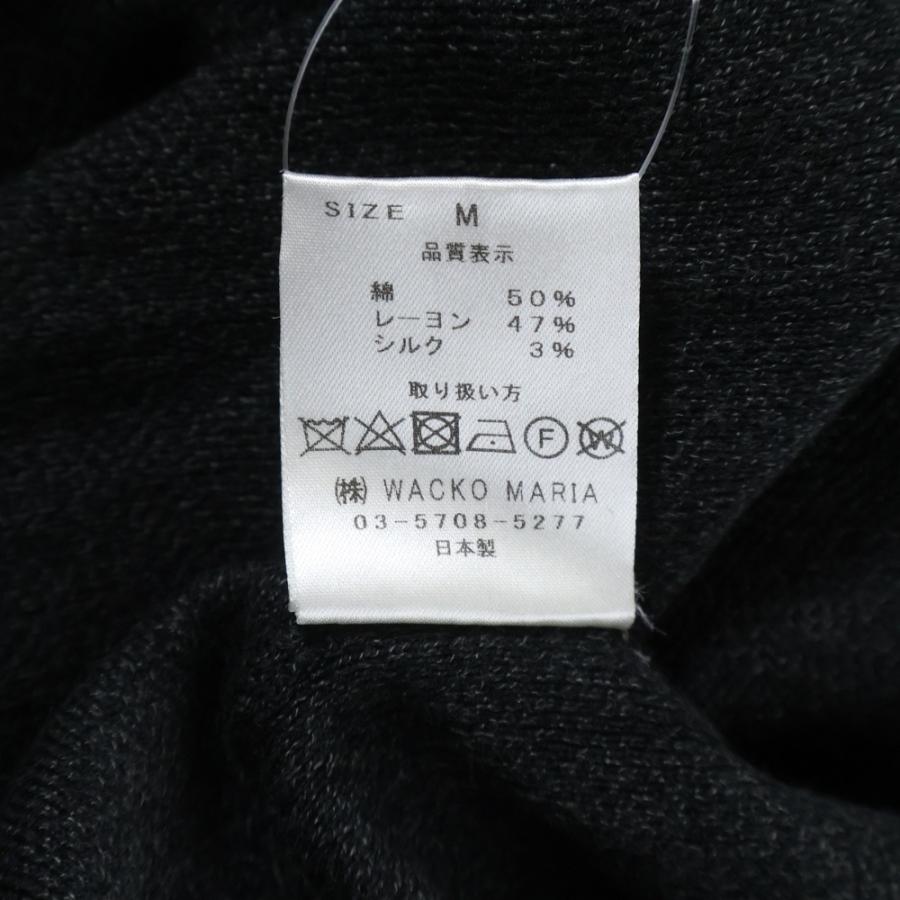 SIZE M
品質表示
綿 50%
レーヨン 47%
シルク 3%
取り扱い方
F W
㈱ WACKO MARIA
03-5708-5277
日本製